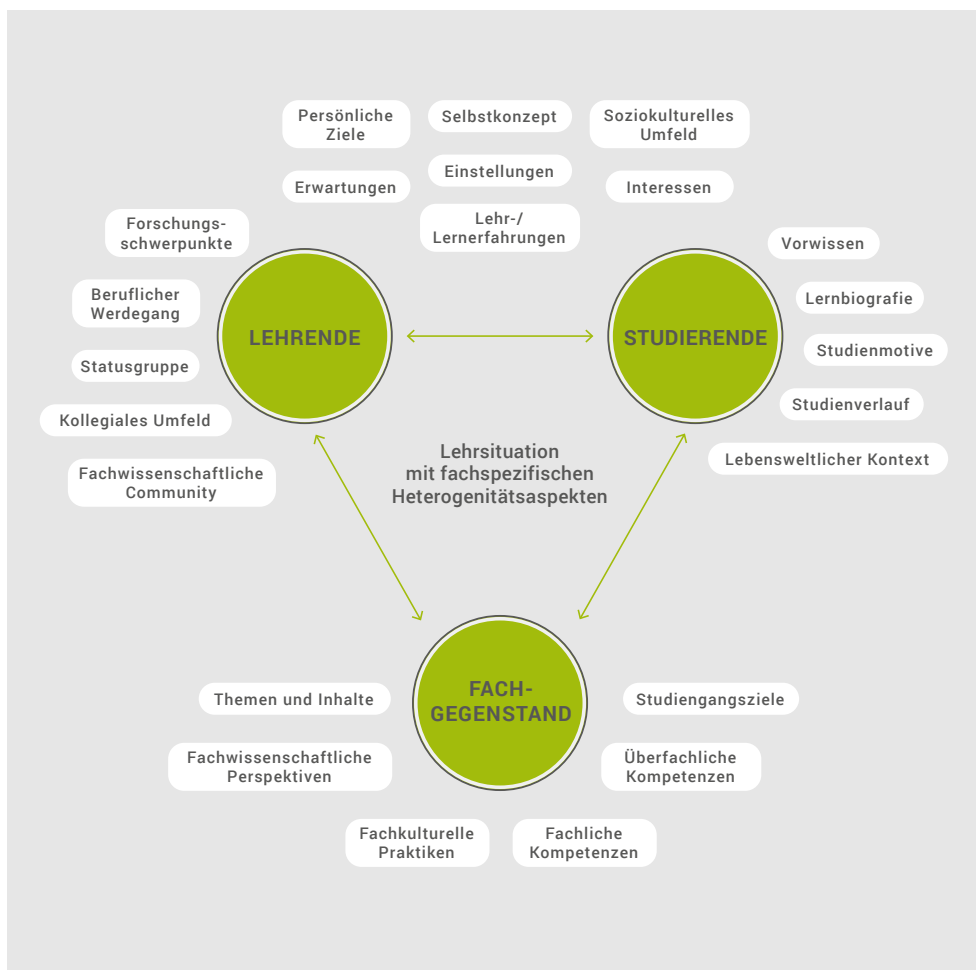 Persönliche
Ziele
Selbstkonzept
Soziokulturelles
Umfeld
Erwartungen
Einstellungen
Interessen
Lehr-/
Lernerfahrungen
Forschungs-
schwerpunkte
Beruflicher
Werdegang
Statusgruppe
Kollegiales Umfeld
Fachwissenschaftliche
Community
LEHRENDE
STUDIERENDE
Vorwissen
Lernbiografie
Studienmotive
Studienverlauf
Lebensweltlicher Kontext
Lehrsituation
mit fachspezifischen
Heterogenitätsaspekten
FACH-
GEGENSTAND
Themen und Inhalte
Fachwissenschaftliche
Perspektiven
Fachkulturelle
Praktiken
Fachliche
Kompetenzen
Überfachliche
Kompetenzen
Studiengangsziele